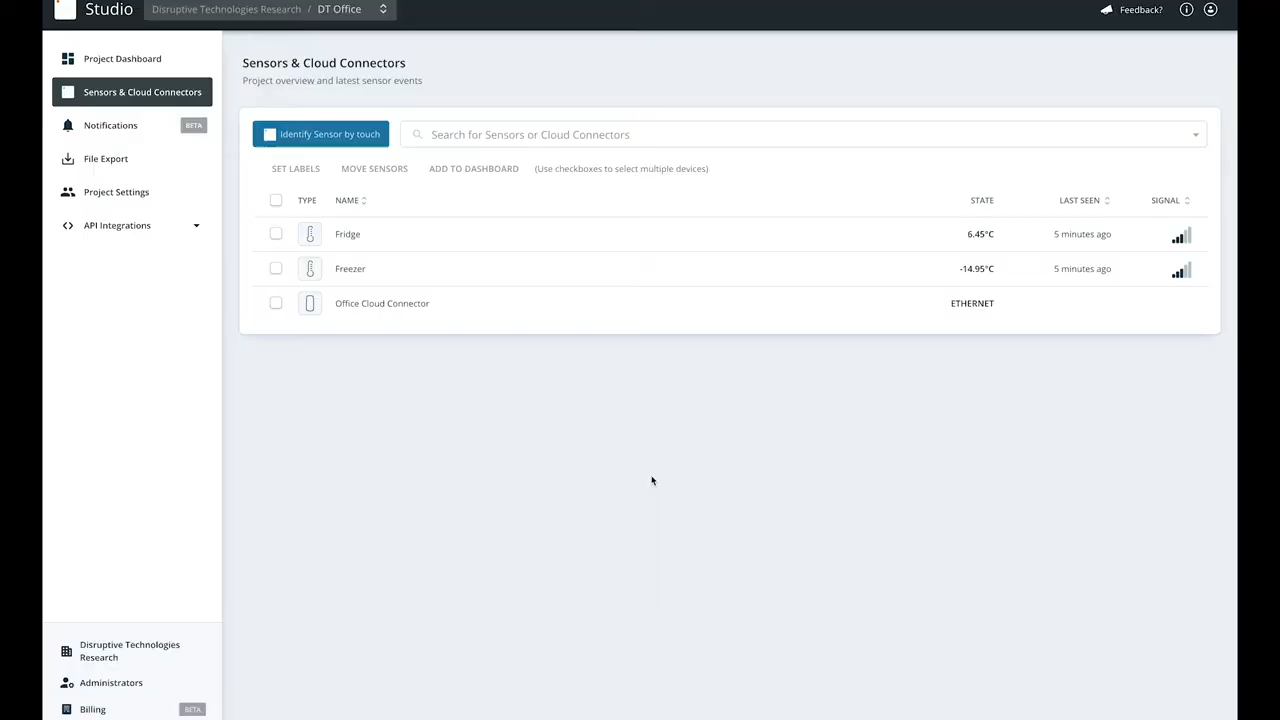 Studio Disruptive Technologies Research / DT Office Feedback?
Project Dashboard
Sensors & Cloud Connectors
Notifications BETA
File Export
Project Settings
API Integrations
Disruptive Technologies
Research
Administrators
Billing BETA
Sensors & Cloud Connectors
Project overview and latest sensor events
Identify Sensor by touch Search for Sensors or Cloud Connectors
SET LABELS MOVE SENSORS ADD TO DASHBOARD (Use checkboxes to select multiple devices)
TYPE NAME STATE LAST SEEN SIGNAL
Fridge 6.45°C 5 minutes ago
Freezer -14.95°C 5 minutes ago
Office Cloud Connector ETHERNET